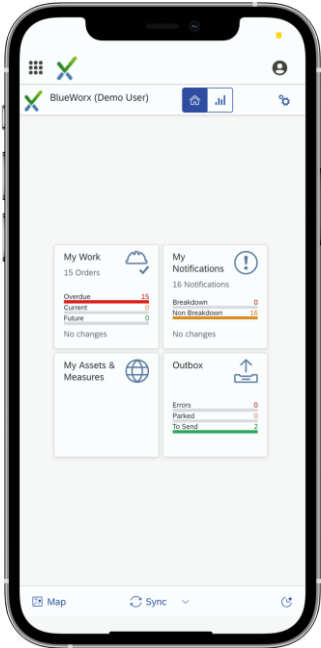 BlueWorx (Demo User)
My Work
15 Orders
Overdue 15
Current 0
Future 0
No changes
My
Notifications
16 Notifications
Breakdown 0
Non Breakdown 16
No changes
My Assets &
Measures
Outbox
Errors 0
Parked 0
To Send 2
Map
Sync